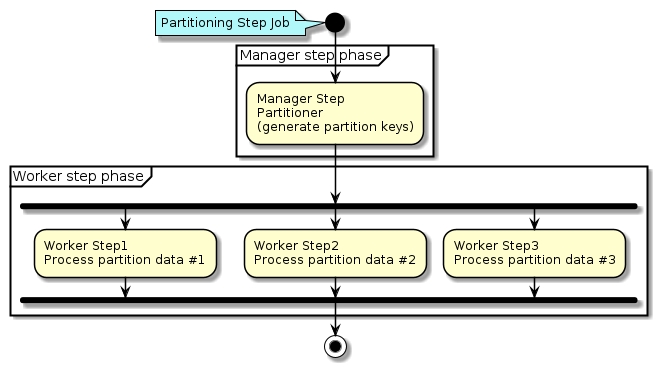 Partitioning Step Job
Manager step phase
Manager Step
Partitioner
(generate partition keys)
Worker step phase
Worker Step1
Process partition data #1
Worker Step2
Process partition data #2
Worker Step3
Process partition data #3